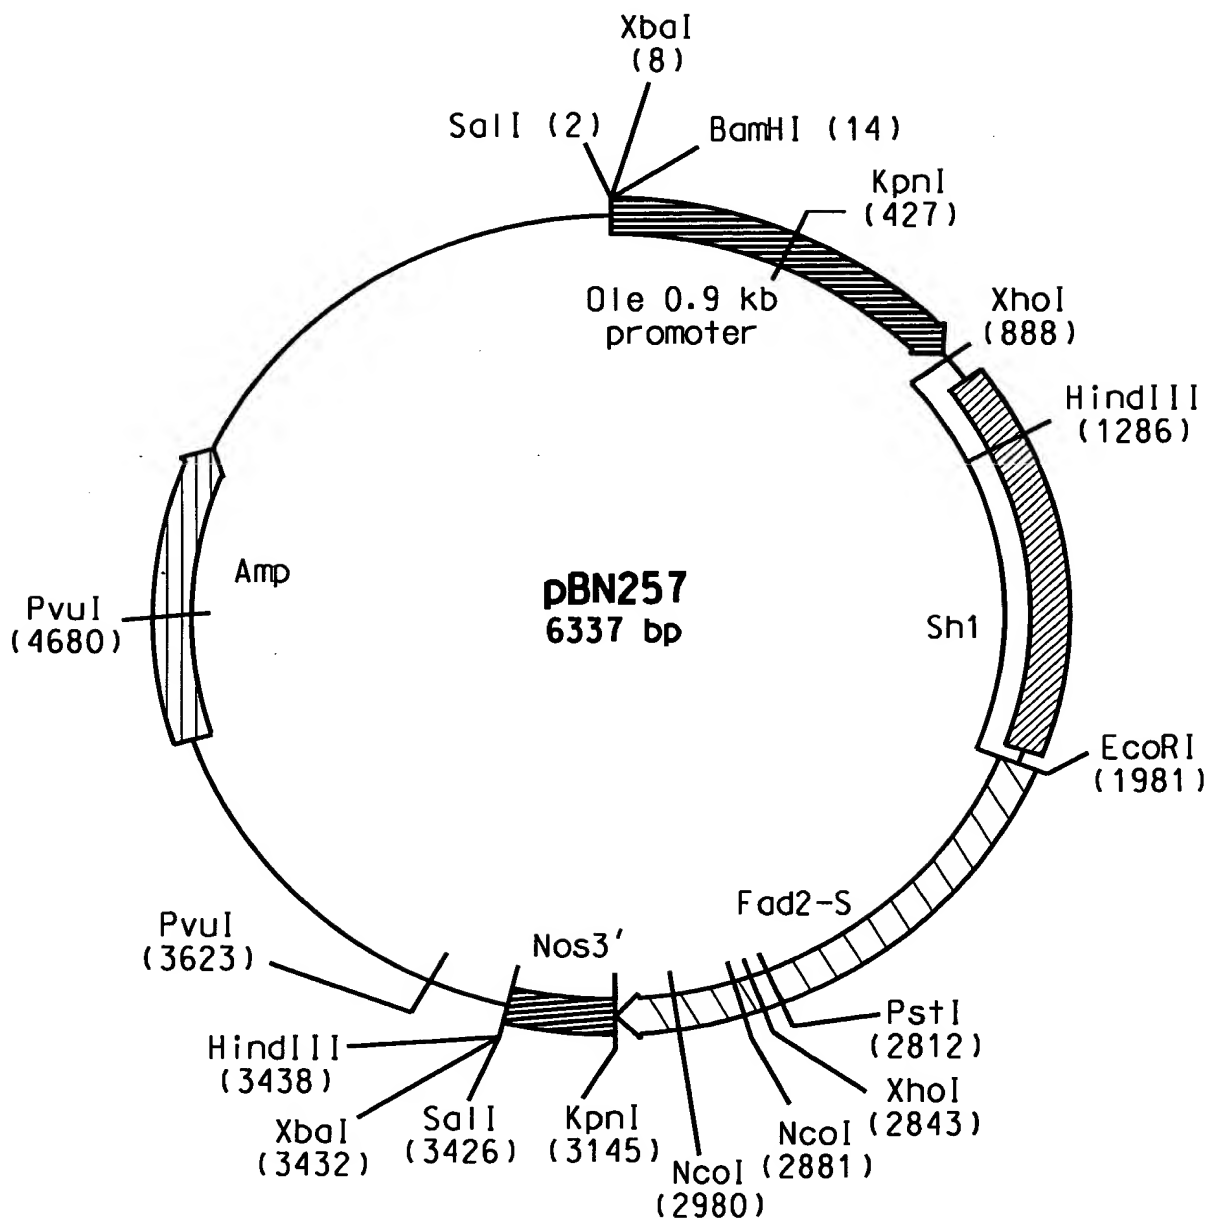 XbaI
(8)
SalI (2)
BamHI (14)
KpnI
(427)
Ole 0.9 kb
promoter
XhoI
(888)
HindIII
(1286)
Amp
pBN257
6337 bp
Sh1
PvuI
(4680)
EcoRI
(1981)
Fad2-S
PvuI
(3623)
Nos3′
PstI
(2812)
HindIII
(3438)
XhoI
(2843)
XbaI
(3432)
SalI
(3426)
KpnI
(3145)
NcoI
(2881)
NcoI
(2980)